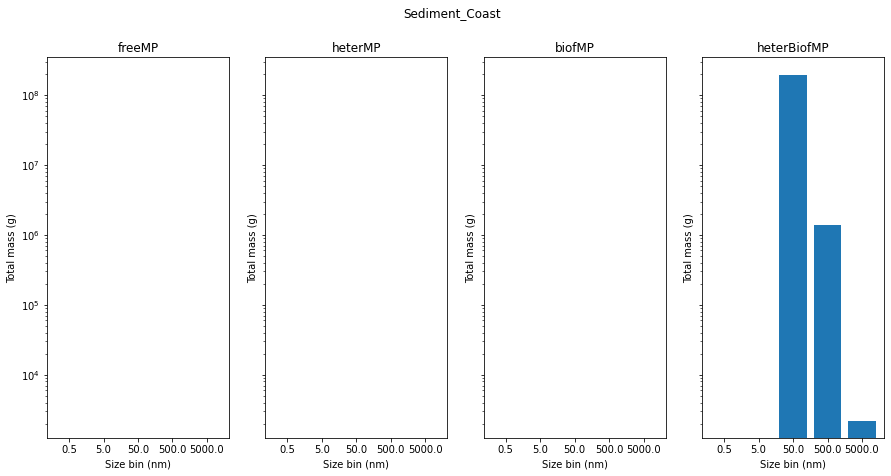 Sediment_Coast
freeMP
heterMP
biofMP
heterBiofMP
10⁸
10⁷
10⁶
10⁵
10⁴
Total mass (g)
Total mass (g)
Total mass (g)
Total mass (g)
0.5 5.0 50.0 500.0 5000.0
0.5 5.0 50.0 500.0 5000.0
0.5 5.0 50.0 500.0 5000.0
0.5 5.0 50.0 500.0 5000.0
Size bin (nm)
Size bin (nm)
Size bin (nm)
Size bin (nm)